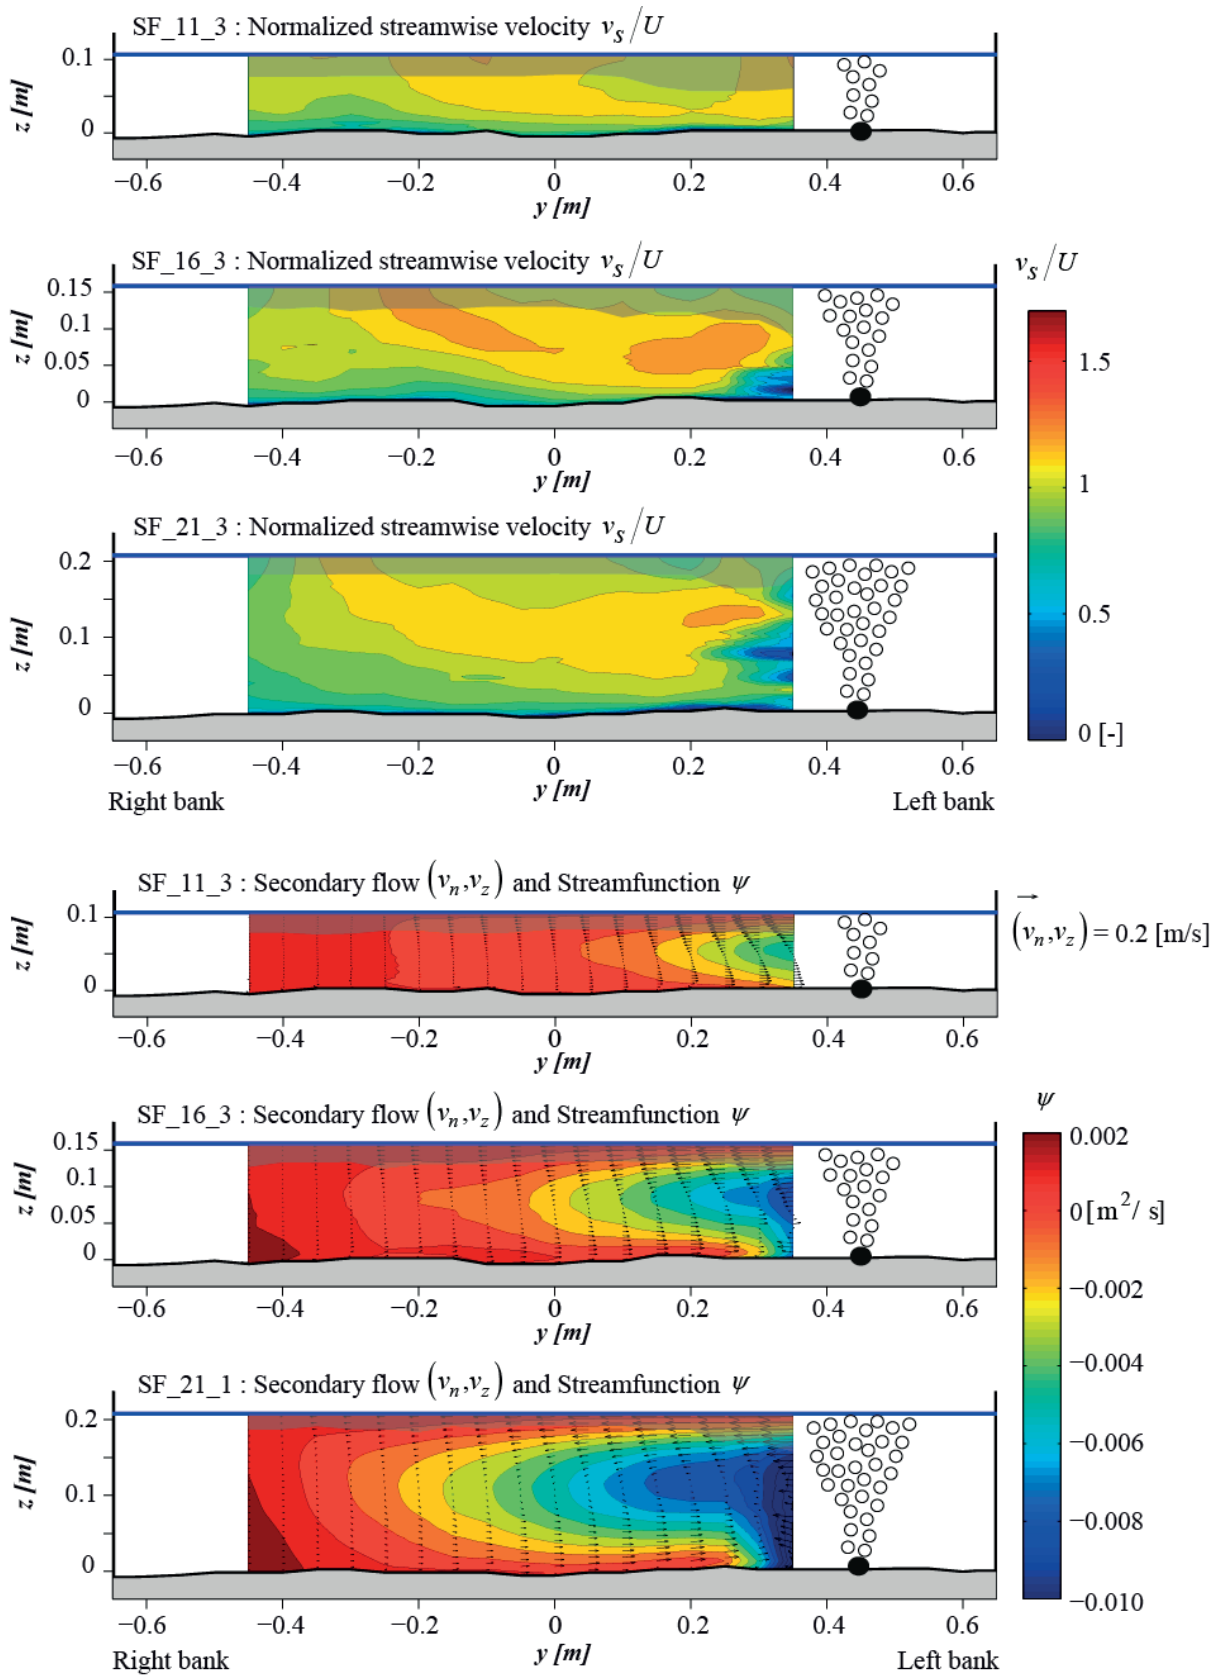 SF_11_3 : Normalized streamwise velocity v_s/U
0.1
0
z [m]
−0.6 −0.4 −0.2 0 0.2 0.4 0.6
y [m]
SF_16_3 : Normalized streamwise velocity v_s/U
0.15
0.1
0.05
0
z [m]
−0.6 −0.4 −0.2 0 0.2 0.4 0.6
y [m]
v_s/U
1.5
1
0.5
0 [-]
SF_21_3 : Normalized streamwise velocity v_s/U
0.2
0.1
0
z [m]
−0.6 −0.4 −0.2 0 0.2 0.4 0.6
y [m]
Right bank Left bank
SF_11_3 : Secondary flow (v_n,v_z) and Streamfunction ψ
0.1
0
z [m]
−0.6 −0.4 −0.2 0 0.2 0.4 0.6
y [m]
(v_n,v_z) = 0.2 [m/s]
SF_16_3 : Secondary flow (v_n,v_z) and Streamfunction ψ
0.15
0.1
0.05
0
z [m]
−0.6 −0.4 −0.2 0 0.2 0.4 0.6
y [m]
ψ
0.002
0 [m²/ s]
−0.002
−0.004
−0.006
−0.008
−0.010
SF_21_1 : Secondary flow (v_n,v_z) and Streamfunction ψ
0.2
0.1
0
z [m]
−0.6 −0.4 −0.2 0 0.2 0.4 0.6
y [m]
Right bank Left bank